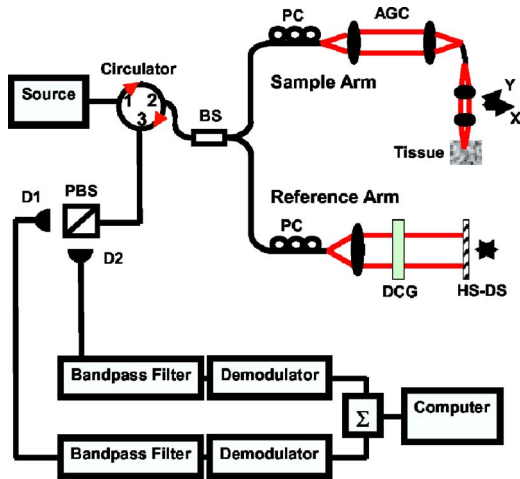 PC
AGC
Circulator
Source
1 2
3
Sample Arm
BS
Y
X
Tissue
D1
PBS
Reference Arm
PC
D2
DCG
HS-DS
Bandpass Filter
Demodulator
Σ
Computer
Bandpass Filter
Demodulator